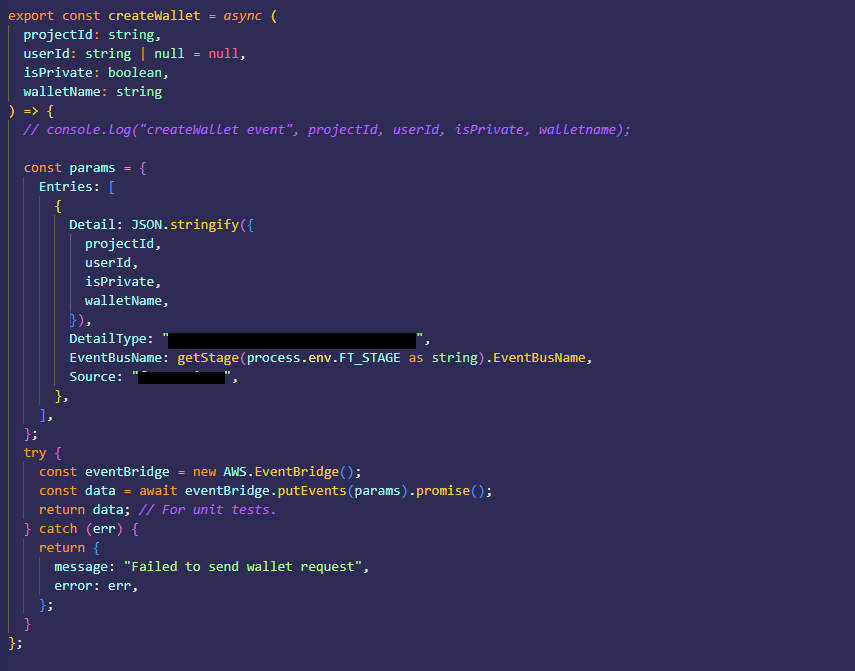 export const createWallet = async (
projectId: string,
userId: string | null = null,
isPrivate: boolean,
walletName: string
) => {
// console.log("createWallet event", projectId, userId, isPrivate, walletname);
const params = {
Entries: [
{
Detail: JSON.stringify({
projectId,
userId,
isPrivate,
walletName,
}),
DetailType: "",
EventBusName: getStage(process.env.FT_STAGE as string).EventBusName,
Source: "",
},
],
};
try {
const eventBridge = new AWS.EventBridge();
const data = await eventBridge.putEvents(params).promise();
return data; // For unit tests.
} catch (err) {
return {
message: "Failed to send wallet request",
error: err,
};
}
};